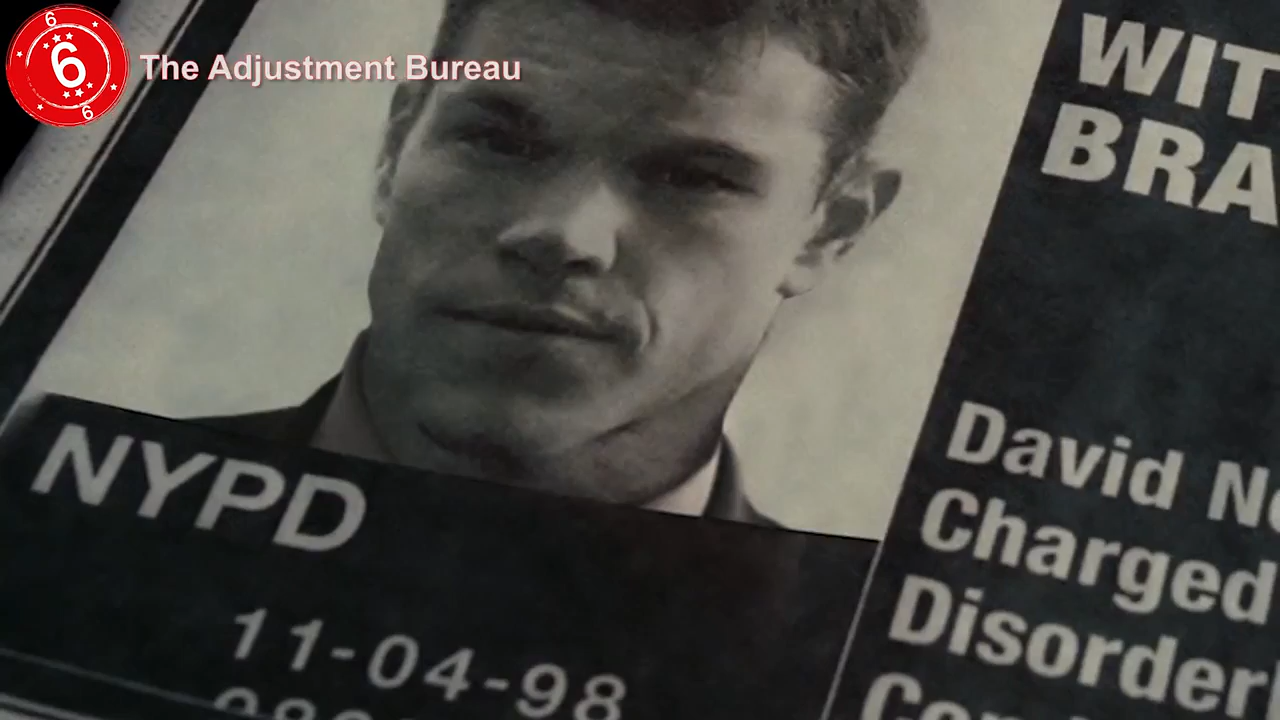 6
6
6
The Adjustment Bureau
WIT
BRA
David N
Charged
Disorder
NYPD
11-04-98